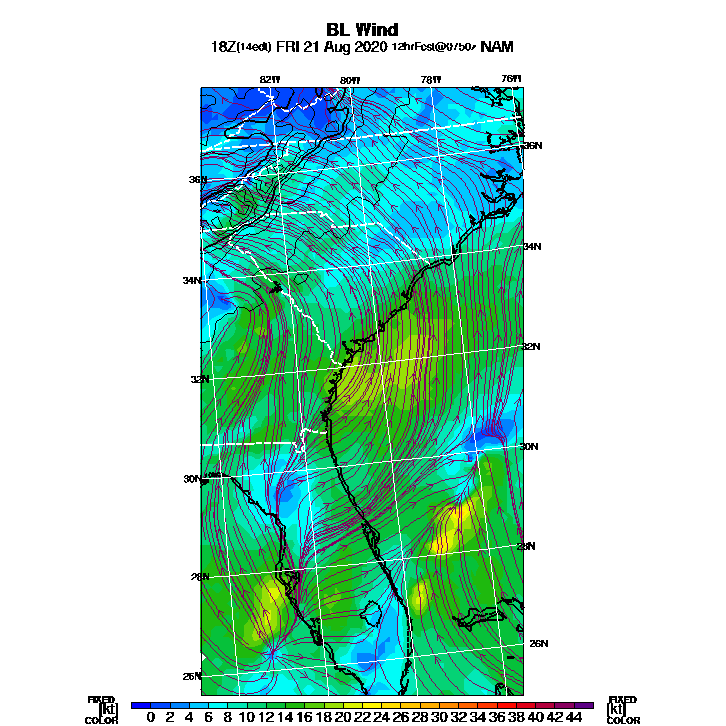 BL Wind
18Z(14edt) FRI 21 Aug 2020 12hrFcst@0750z NAM
82W 80W 78W 76W
36N
36N
34N
34N
32N
32N
30N
30N
28N
28N
26N
26N
FIXED FIXED
[kt] 0 2 4 6 8 10 12 14 16 18 20 22 24 26 28 30 32 34 36 38 40 42 44 [kt]
COLOR COLOR